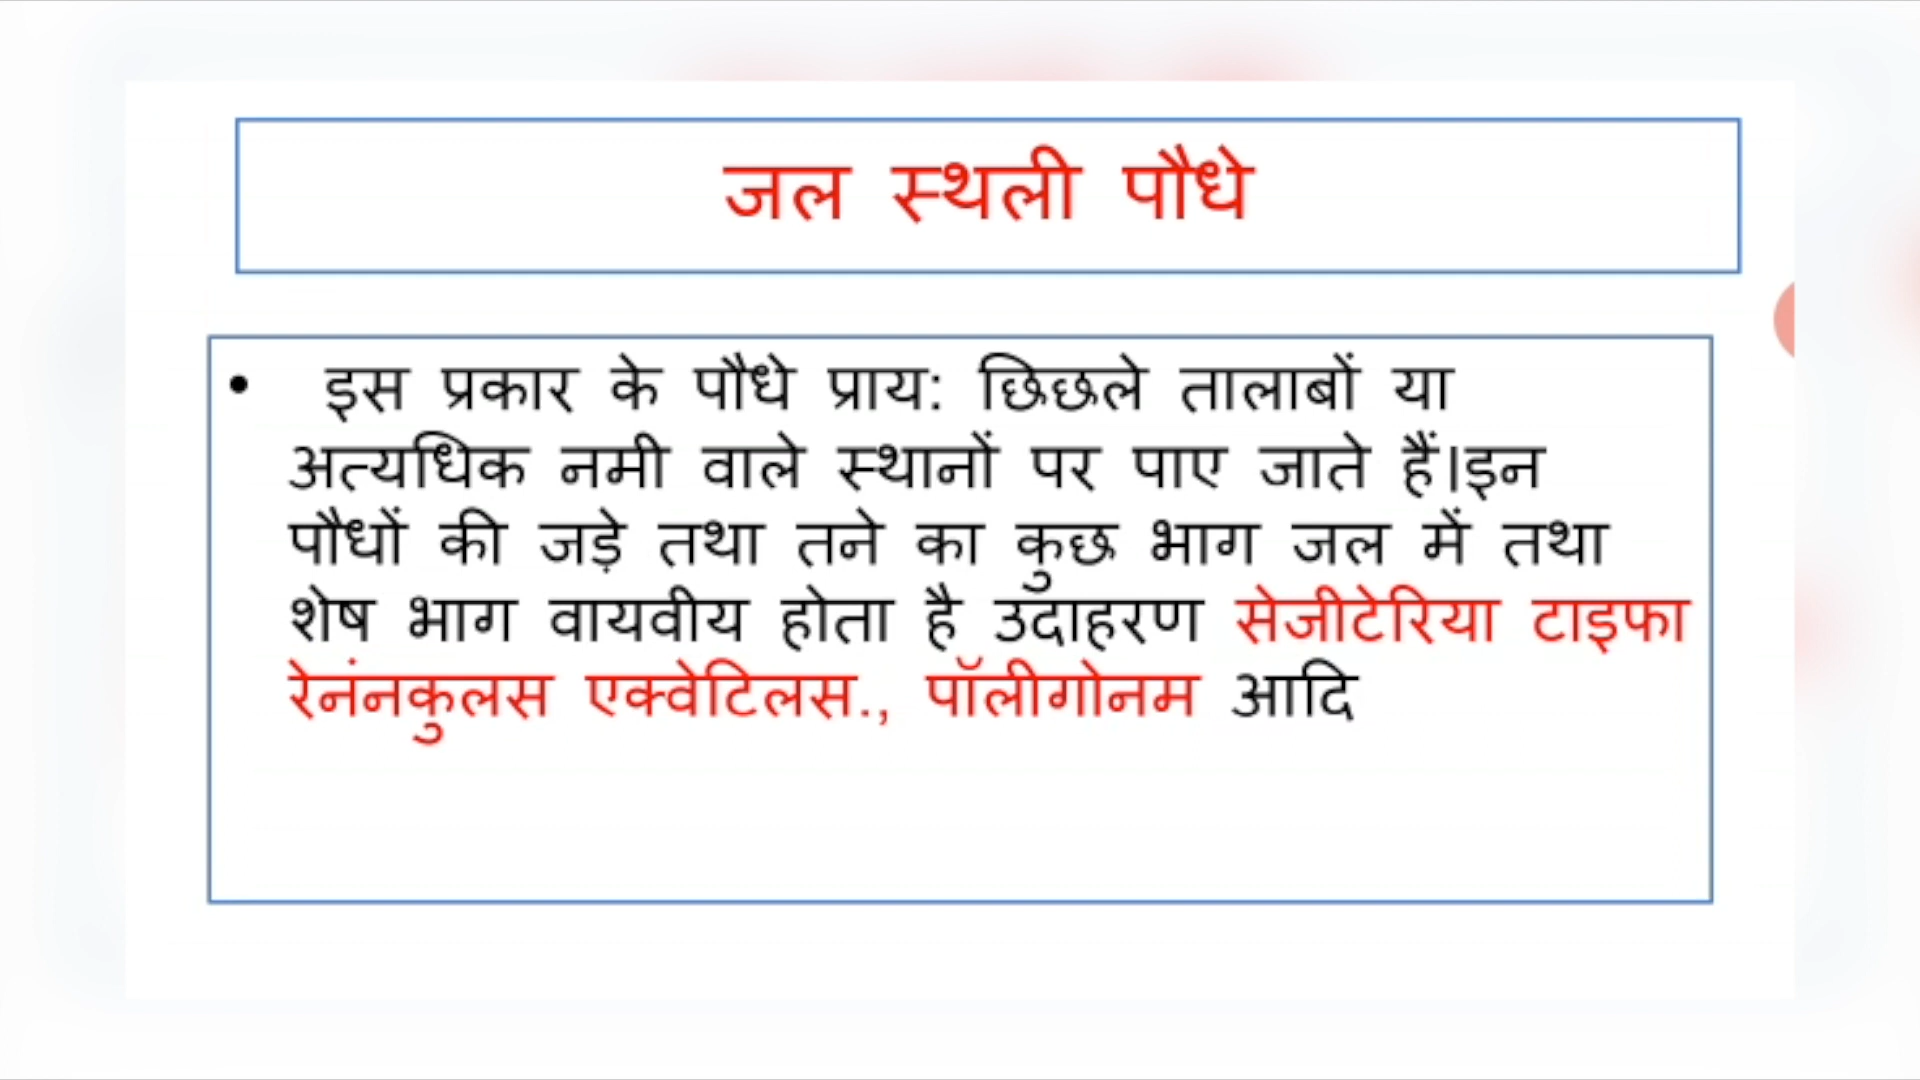 जल स्थली पौधे
• इस प्रकार के पौधे प्राय: छिछले तालाबों या
अत्यधिक नमी वाले स्थानों पर पाए जाते हैं।इन
पौधों की जड़े तथा तने का कुछ भाग जल में तथा
शेष भाग वायवीय होता है उदाहरण सेजीटेरिया टाइफा
रेनंनकुलस एक्वेटिलस., पॉलीगोनम आदि